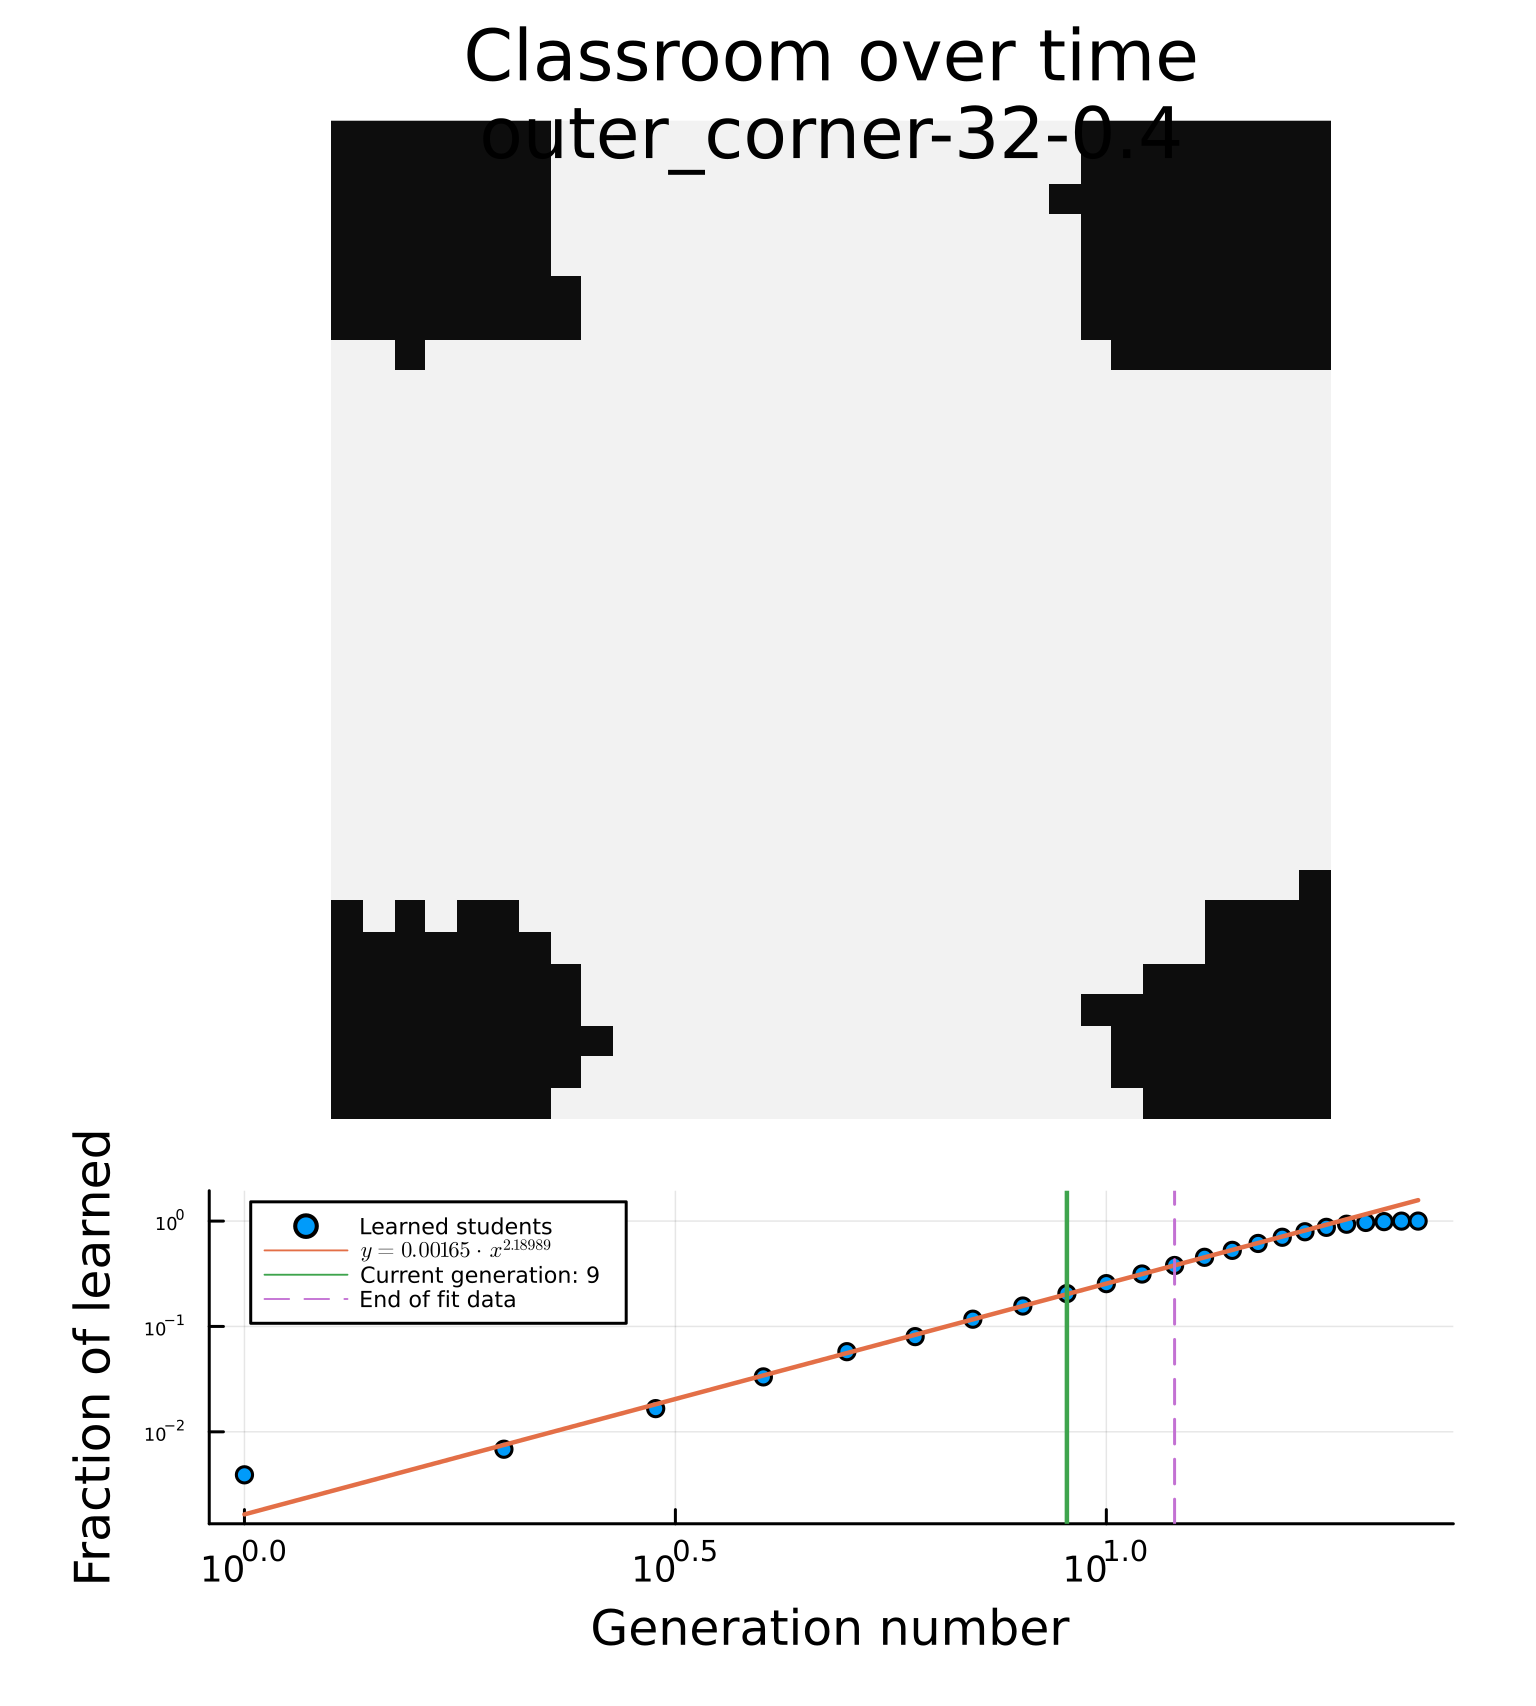 Classroom over time
outer_corner-32-0.4
Fraction of learned
10^0
10^−1
10^−2
Learned students
y = 0.00165 · x^2.18989
Current generation: 9
End of fit data
10^0.0
10^0.5
10^1.0
Generation number